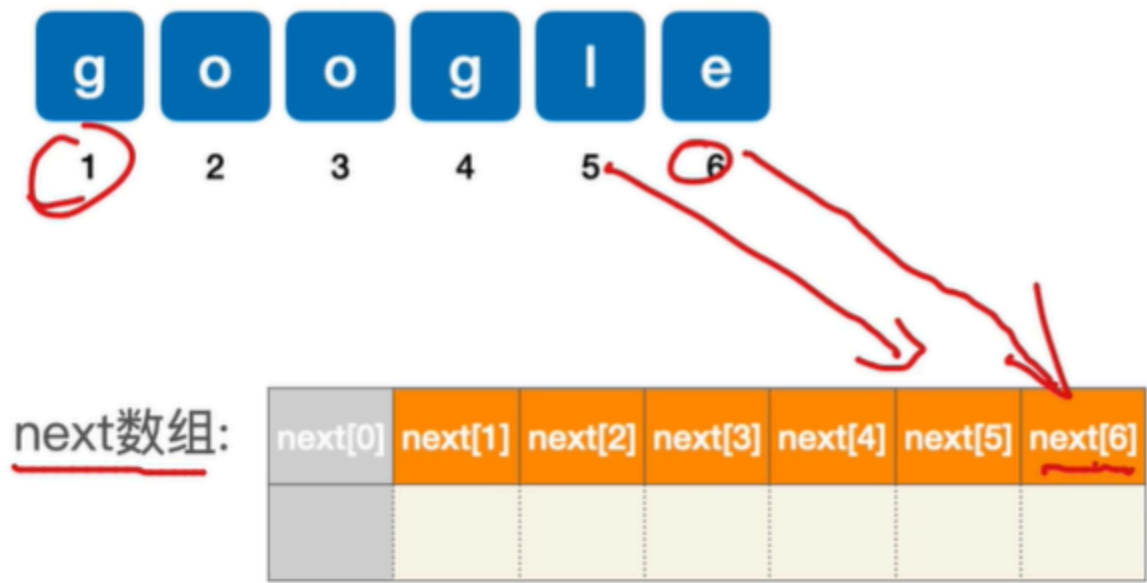 g o o g l e
1 2 3 4 5 6
next数组: next[0] next[1] next[2] next[3] next[4] next[5] next[6]